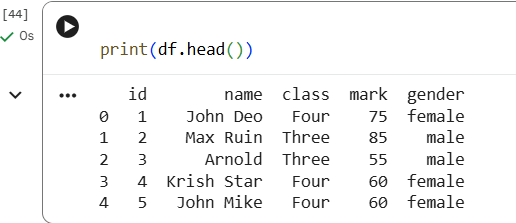 [44]
0s
print(df.head())
id name class mark gender
0 1 John Deo Four 75 female
1 2 Max Ruin Three 85 male
2 3 Arnold Three 55 male
3 4 Krish Star Four 60 female
4 5 John Mike Four 60 female